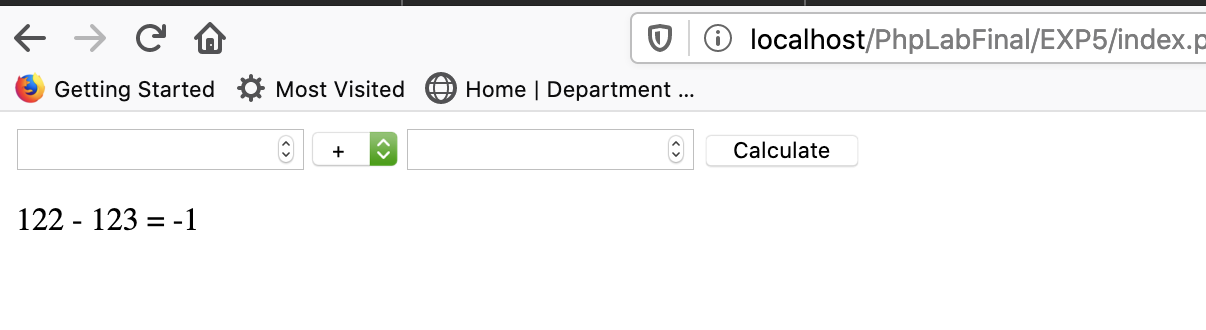 localhost/PhpLabFinal/EXP5/index.p
Getting Started Most Visited Home | Department ...
+ Calculate
122 - 123 = -1